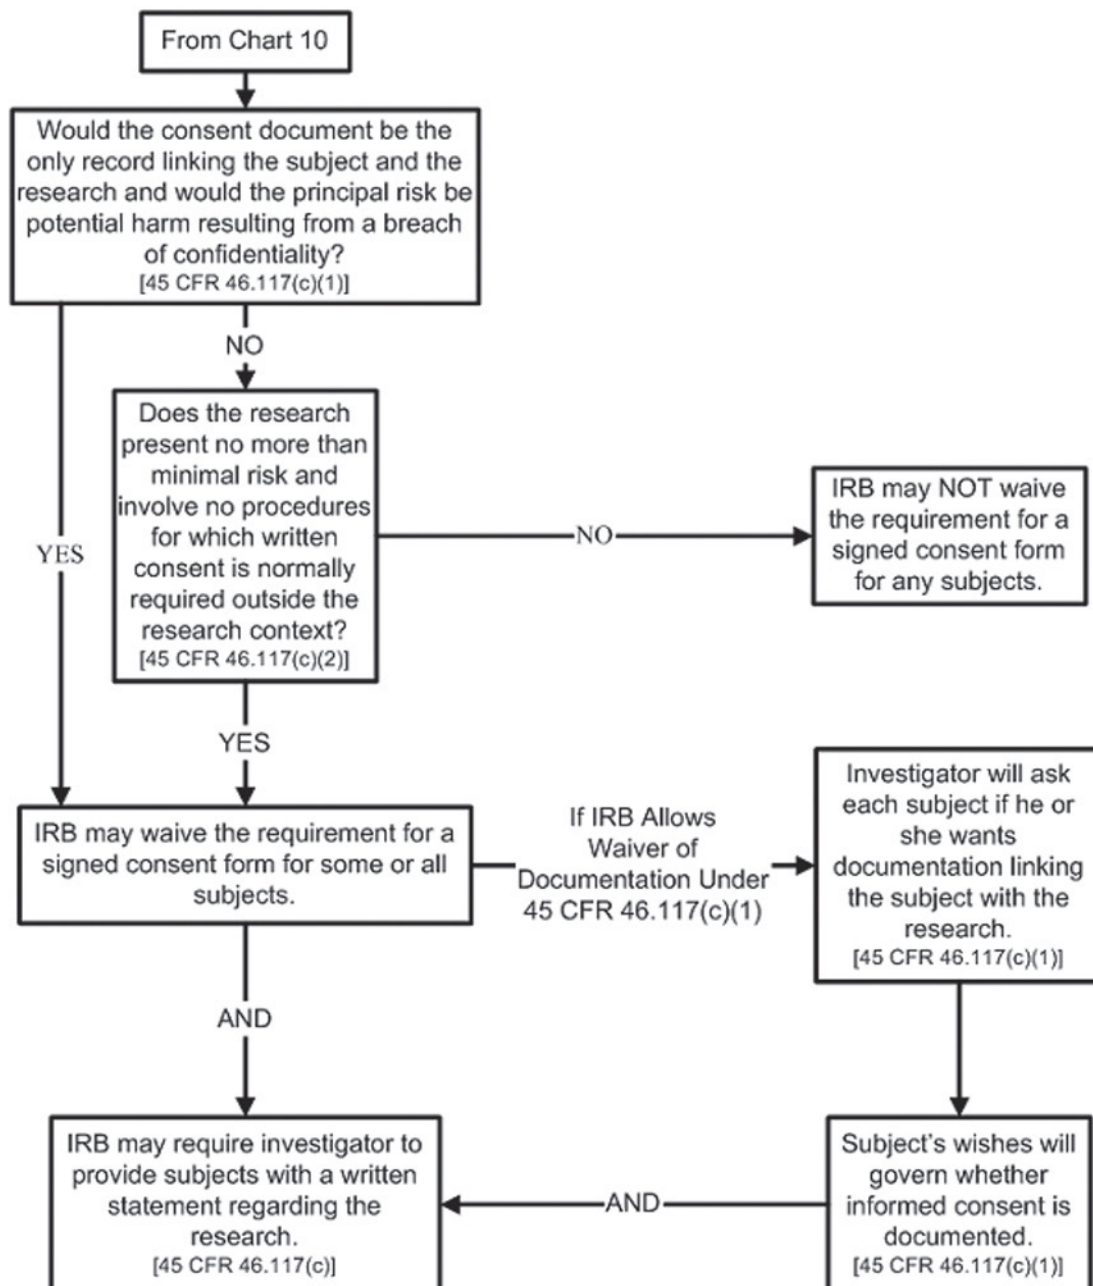 From Chart 10
Would the consent document be the
only record linking the subject and the
research and would the principal risk be
potential harm resulting from a breach
of confidentiality?
[45 CFR 46.117(c)(1)]
NO
YES
Does the research
present no more than
minimal risk and
involve no procedures
for which written
consent is normally
required outside the
research context?
[45 CFR 46.117(c)(2)]
NO
IRB may NOT waive
the requirement for a
signed consent form
for any subjects.
YES
IRB may waive the requirement for a
signed consent form for some or all
subjects.
If IRB Allows
Waiver of
Documentation Under
45 CFR 46.117(c)(1)
Investigator will ask
each subject if he or
she wants
documentation linking
the subject with the
research.
[45 CFR 46.117(c)(1)]
AND
IRB may require investigator to
provide subjects with a written
statement regarding the
research.
[45 CFR 46.117(c)]
AND
Subject's wishes will
govern whether
informed consent is
documented.
[45 CFR 46.117(c)(1)]